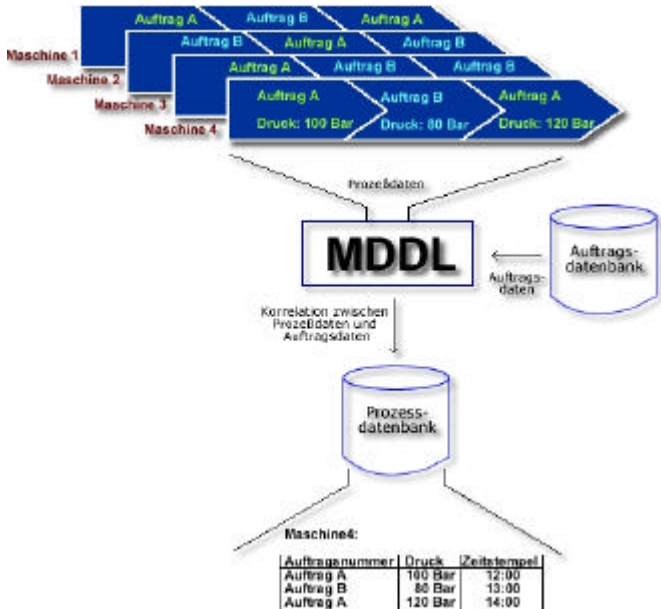 Auftrag A Auftrag B Auftrag A
Maschine 1
Auftrag B Auftrag A Auftrag B
Maschine 2
Auftrag A Auftrag B Auftrag B
Maschine 3
Auftrag A Auftrag B Auftrag A
Maschine 4
Druck: 100 Bar Druck: 80 Bar Druck: 120 Bar
Prozeßdaten
MDDL
Auftrags-
datenbank
Auftrags-
daten
Korrelation zwischen
Prozeßdaten und
Auftragsdaten
Prozess-
datenbank
Maschine4:
Auftragsnummer Druck Zeitstempel
Auftrag A 100 Bar 12:00
Auftrag B 80 Bar 13:00
Auftrag A 120 Bar 14:00